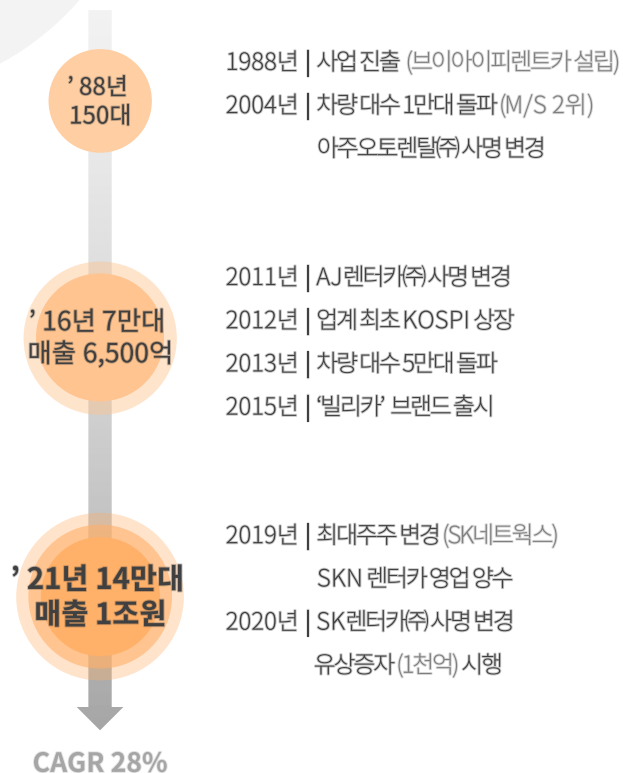 ’88년
150대
1988년 | 사업 진출 (브이아이피렌트카 설립)
2004년 | 차량 대수 1만대 돌파 (M/S 2위)
아주오토렌탈㈜ 사명 변경
’16년 7만대
매출 6,500억
2011년 | AJ렌터카㈜ 사명 변경
2012년 | 업계 최초 KOSPI 상장
2013년 | 차량 대수 5만대 돌파
2015년 | ‘빌리카’ 브랜드 출시
’21년 14만대
매출 1조원
2019년 | 최대주주 변경 (SK네트웍스)
SKN 렌터카 영업 양수
2020년 | SK렌터카㈜ 사명 변경
유상증자 (1천억) 시행
CAGR 28%